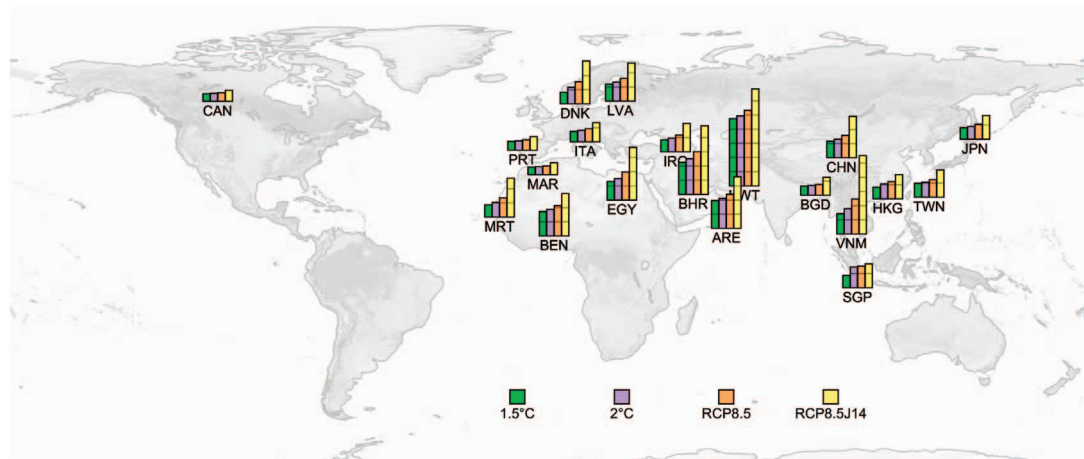 CAN
DNK
LVA
PRT
ITA
JPN
CHN
MAR
BGD
HKG
TWN
EGY
BHR
MRT
BEN
ARE
VNM
SGP
1.5°C
2°C
RCP8.5
RCP8.5J14